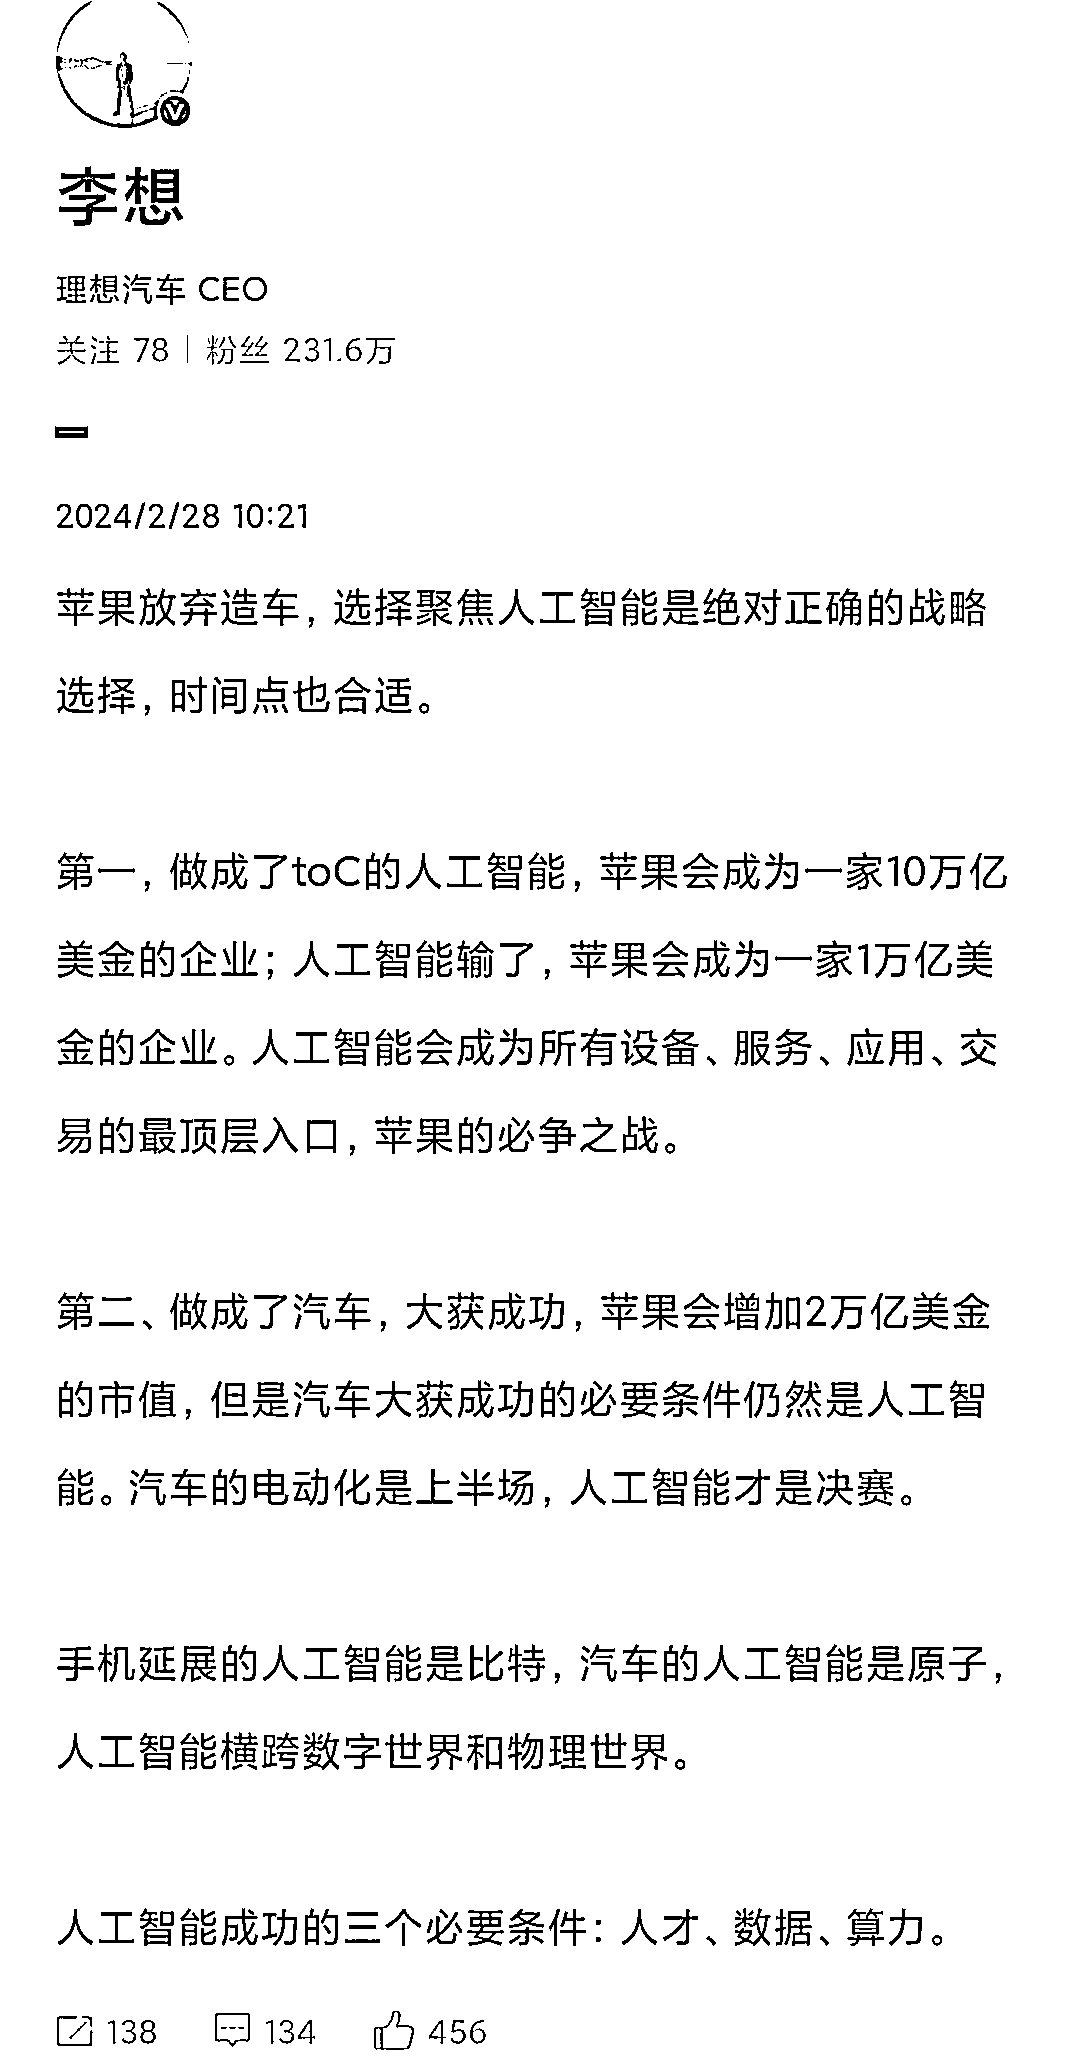 李想
理想汽车 CEO
关注 78 | 粉丝 231.6万
2024/2/28 10:21
苹果放弃造车，选择聚焦人工智能是绝对正确的战略
选择，时间点也合适。
第一，做成了toC的人工智能，苹果会成为一家10万亿
美金的企业；人工智能输了，苹果会成为一家1万亿美
金的企业。人工智能会成为所有设备、服务、应用、交
易的最顶层入口，苹果的必争之战。
第二、做成了汽车，大获成功，苹果会增加2万亿美金
的市值，但是汽车大获成功的必要条件仍然是人工智
能。汽车的电动化是上半场，人工智能才是决赛。
手机延展的人工智能是比特，汽车的人工智能是原子，
人工智能横跨数字世界和物理世界。
人工智能成功的三个必要条件：人才、数据、算力。
138 134 456